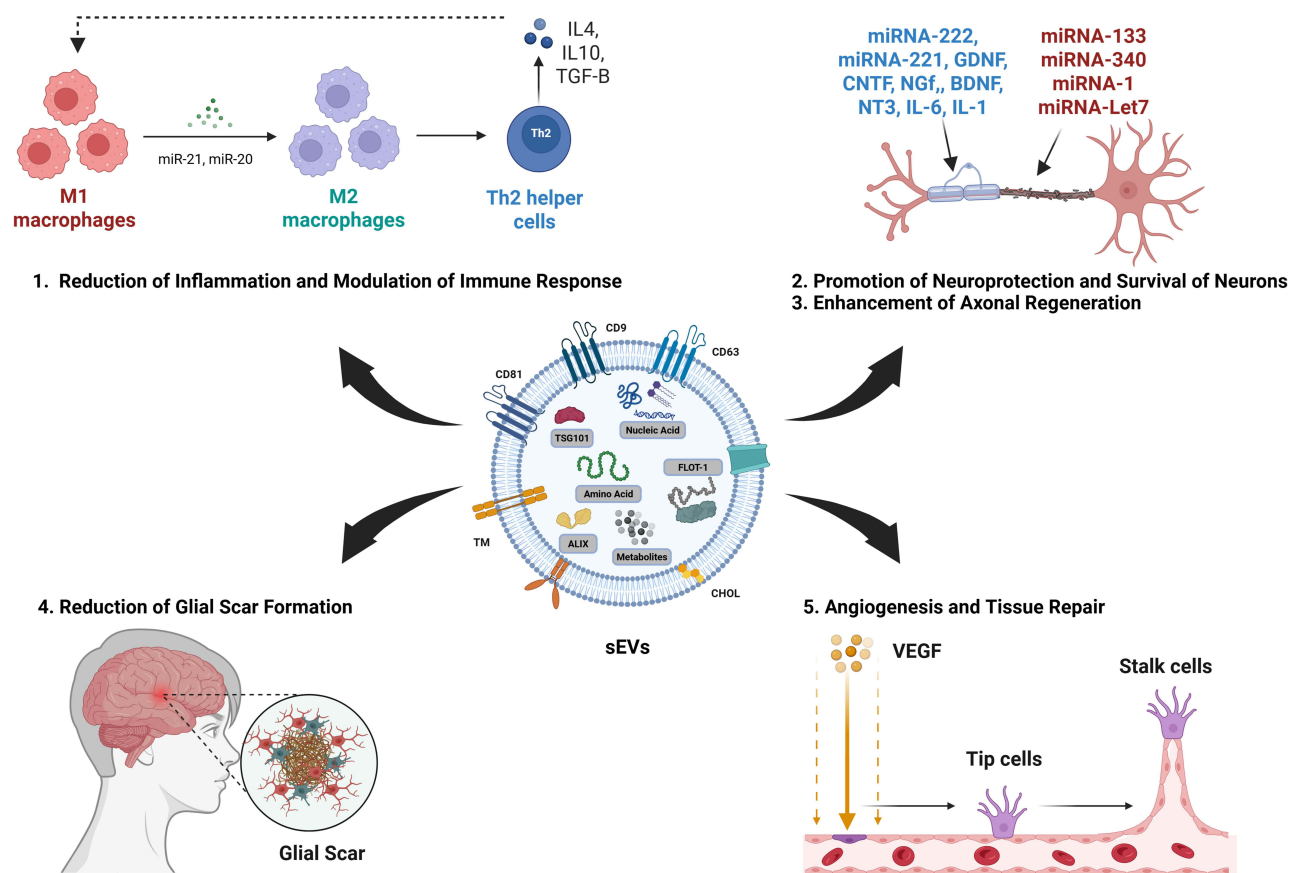 IL4,
IL10,
TGF-B
Th2
miR-21, miR-20
M1
macrophages
M2
macrophages
Th2 helper
cells
1. Reduction of Inflammation and Modulation of Immune Response
miRNA-222,
miRNA-221, GDNF,
CNTF, NGf,, BDNF,
NT3, IL-6, IL-1
miRNA-133
miRNA-340
miRNA-1
miRNA-Let7
2. Promotion of Neuroprotection and Survival of Neurons
3. Enhancement of Axonal Regeneration
CD9
CD63
CD81
TSG101
Nucleic Acid
FLOT-1
Amino Acid
ALIX
Metabolites
TM
CHOL
sEVs
4. Reduction of Glial Scar Formation
Glial Scar
5. Angiogenesis and Tissue Repair
VEGF
Stalk cells
Tip cells